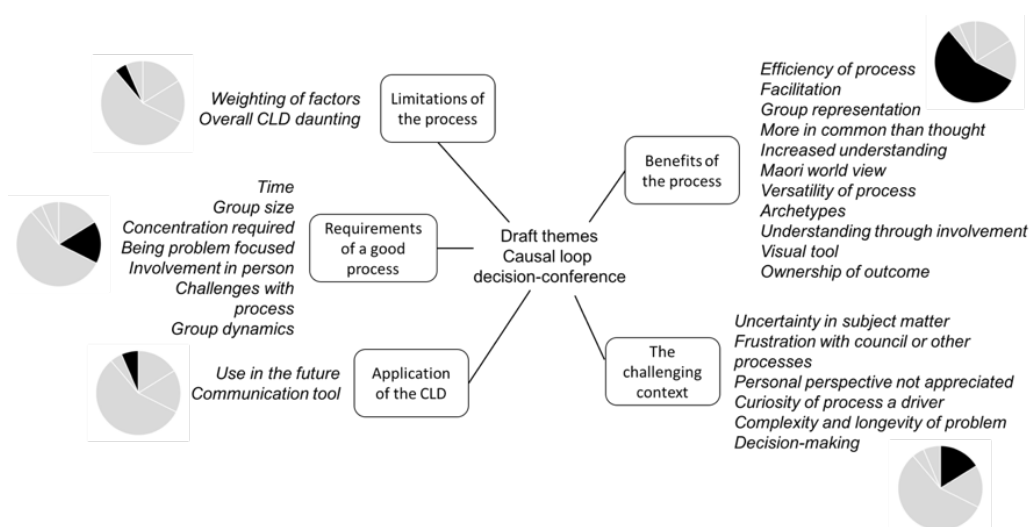 Weighting of factors
Overall CLD daunting
Limitations of
the process
Efficiency of process
Facilitation
Group representation
More in common than thought
Increased understanding
Maori world view
Versatility of process
Archetypes
Understanding through involvement
Visual tool
Ownership of outcome
Benefits of
the process
Time
Group size
Concentration required
Being problem focused
Involvement in person
Challenges with
process
Group dynamics
Requirements
of a good
process
Draft themes
Causal loop
decision-conference
Use in the future
Communication tool
Application
of the CLD
The
challenging
context
Uncertainty in subject matter
Frustration with council or other
processes
Personal perspective not appreciated
Curiosity of process a driver
Complexity and longevity of problem
Decision-making